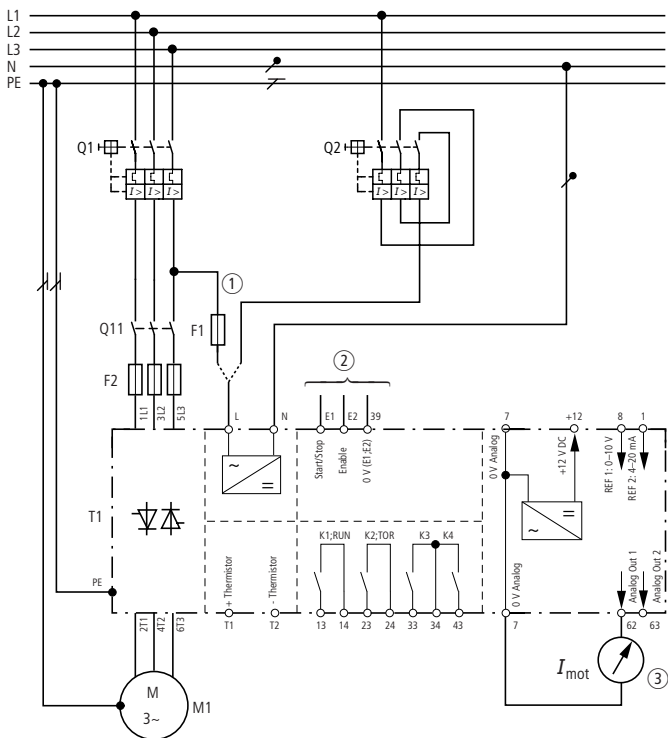 L1
L2
L3
N
PE
Q1
I> I> I>
Q2
I> I> I>
①
Q11
F1
F2
②
1L1
3L2
5L3
L
N
E1
E2
39
7
+12
8
1
Start/Stop
Enable
0 V (E1;E2)
0 V Analog
+12 V DC
REF 1: 0–10 V
REF 2: 4–20 mA
~
=
=
~
T1
PE
+ Thermistor
- Thermistor
K1;RUN
K2;TOR
K3
K4
0 V Analog
Analog Out 1
Analog Out 2
2T1
4T2
6T3
T1
T2
13
14
23
24
33
34
43
7
62
63
M
3~
M1
Imot
③